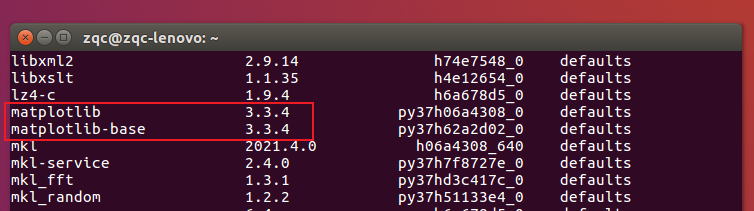 zqc@zqc-lenovo: ~
libxml2 2.9.14 h74e7548_0 defaults
libxslt 1.1.35 h4e12654_0 defaults
lz4-c 1.9.4 h6a678d5_0 defaults
matplotlib 3.3.4 py37h06a4308_0 defaults
matplotlib-base 3.3.4 py37h62a2d02_0 defaults
mkl 2021.4.0 h06a4308_640 defaults
mkl-service 2.4.0 py37h7f8727e_0 defaults
mkl_fft 1.3.1 py37hd3c417c_0 defaults
mkl_random 1.2.2 py37h51133e4_0 defaults